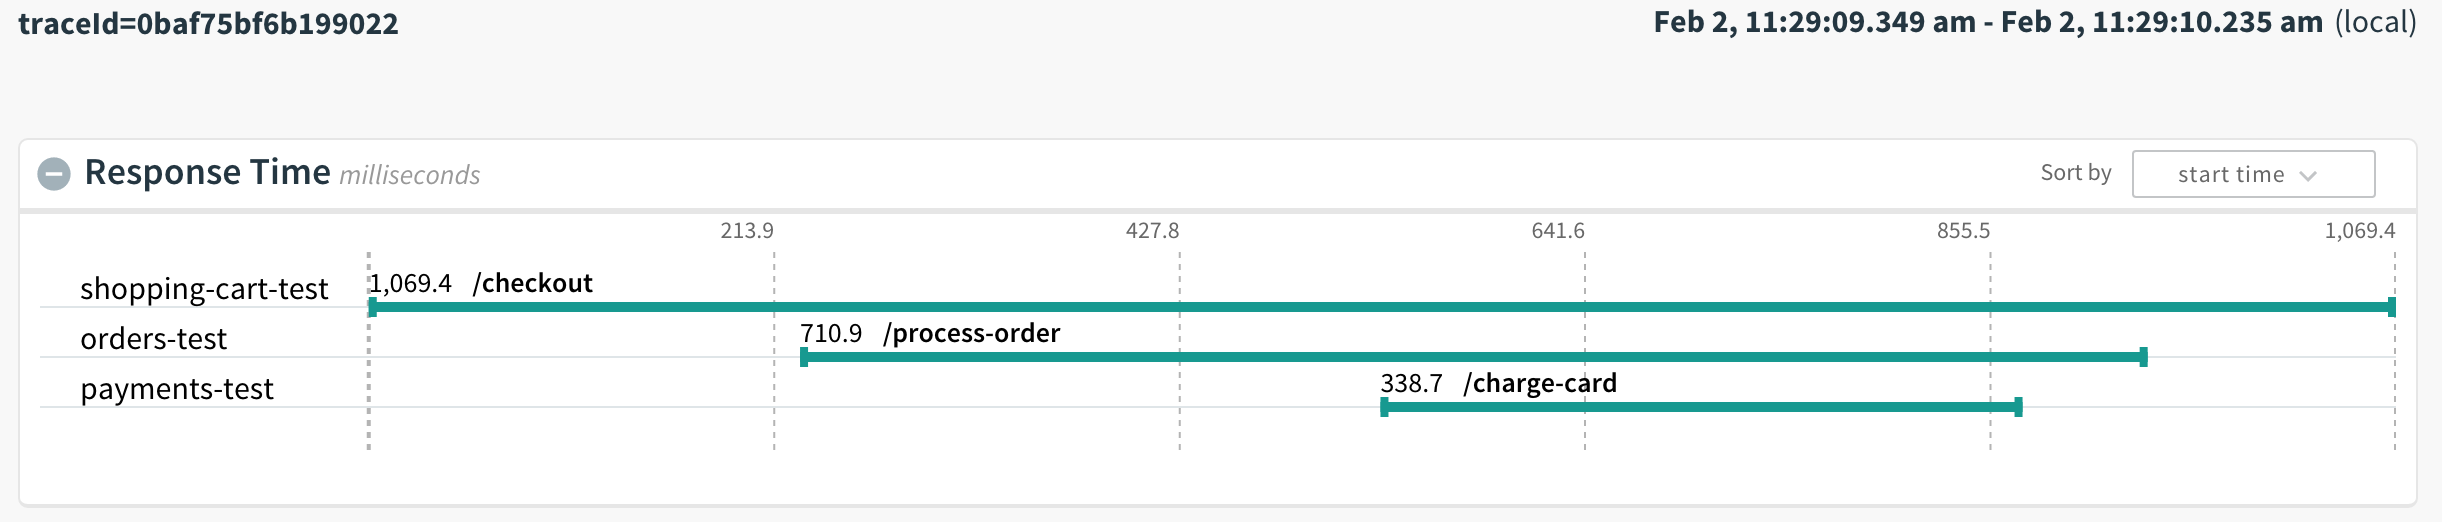 traceId=0baf75bf6b199022
Feb 2, 11:29:09.349 am - Feb 2, 11:29:10.235 am (local)
Response Time milliseconds
Sort by start time
213.9 427.8 641.6 855.5 1,069.4
shopping-cart-test 1,069.4 /checkout
orders-test 710.9 /process-order
payments-test 338.7 /charge-card